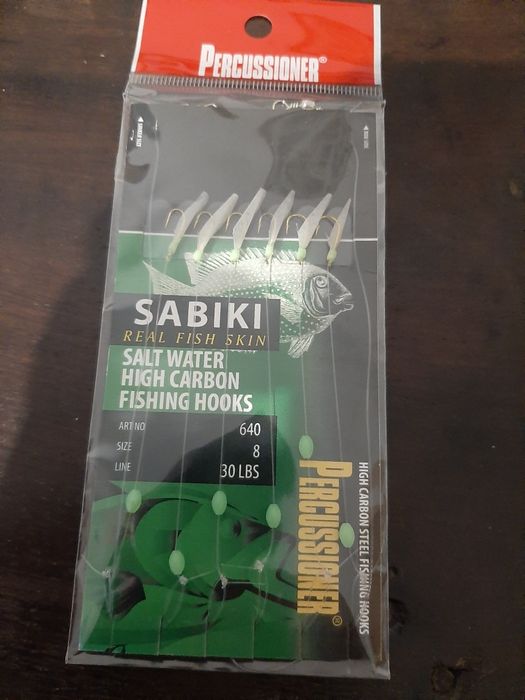 PERCUSSIONER®
SABIKI
REAL FISH SKIN
SALT WATER
HIGH CARBON
FISHING HOOKS
ART NO 640
SIZE 8
LINE 30 LBS
PERCUSSIONER®
HIGH CARBON STEEL FISHING HOOKS